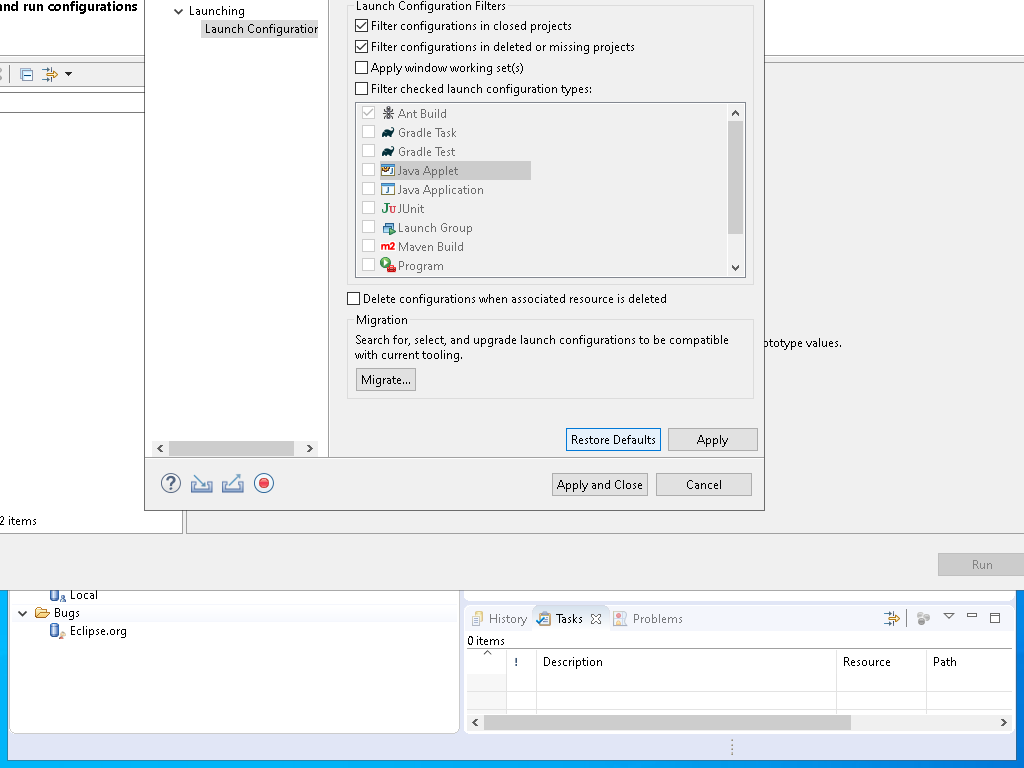 and run configurations
Launching
Launch Configuration
Launch Configuration Filters
Filter configurations in closed projects
Filter configurations in deleted or missing projects
Apply window working set(s)
Filter checked launch configuration types:
Ant Build
Gradle Task
Gradle Test
Java Applet
Java Application
JUnit
Launch Group
Maven Build
Program
Delete configurations when associated resource is deleted
Migration
Search for, select, and upgrade launch configurations to be compatible
with current tooling.
Migrate...
ototype values.
Restore Defaults
Apply
Apply and Close
Cancel
2 items
Run
Local
Bugs
Eclipse.org
History
Tasks
Problems
0 items
! Description Resource Path